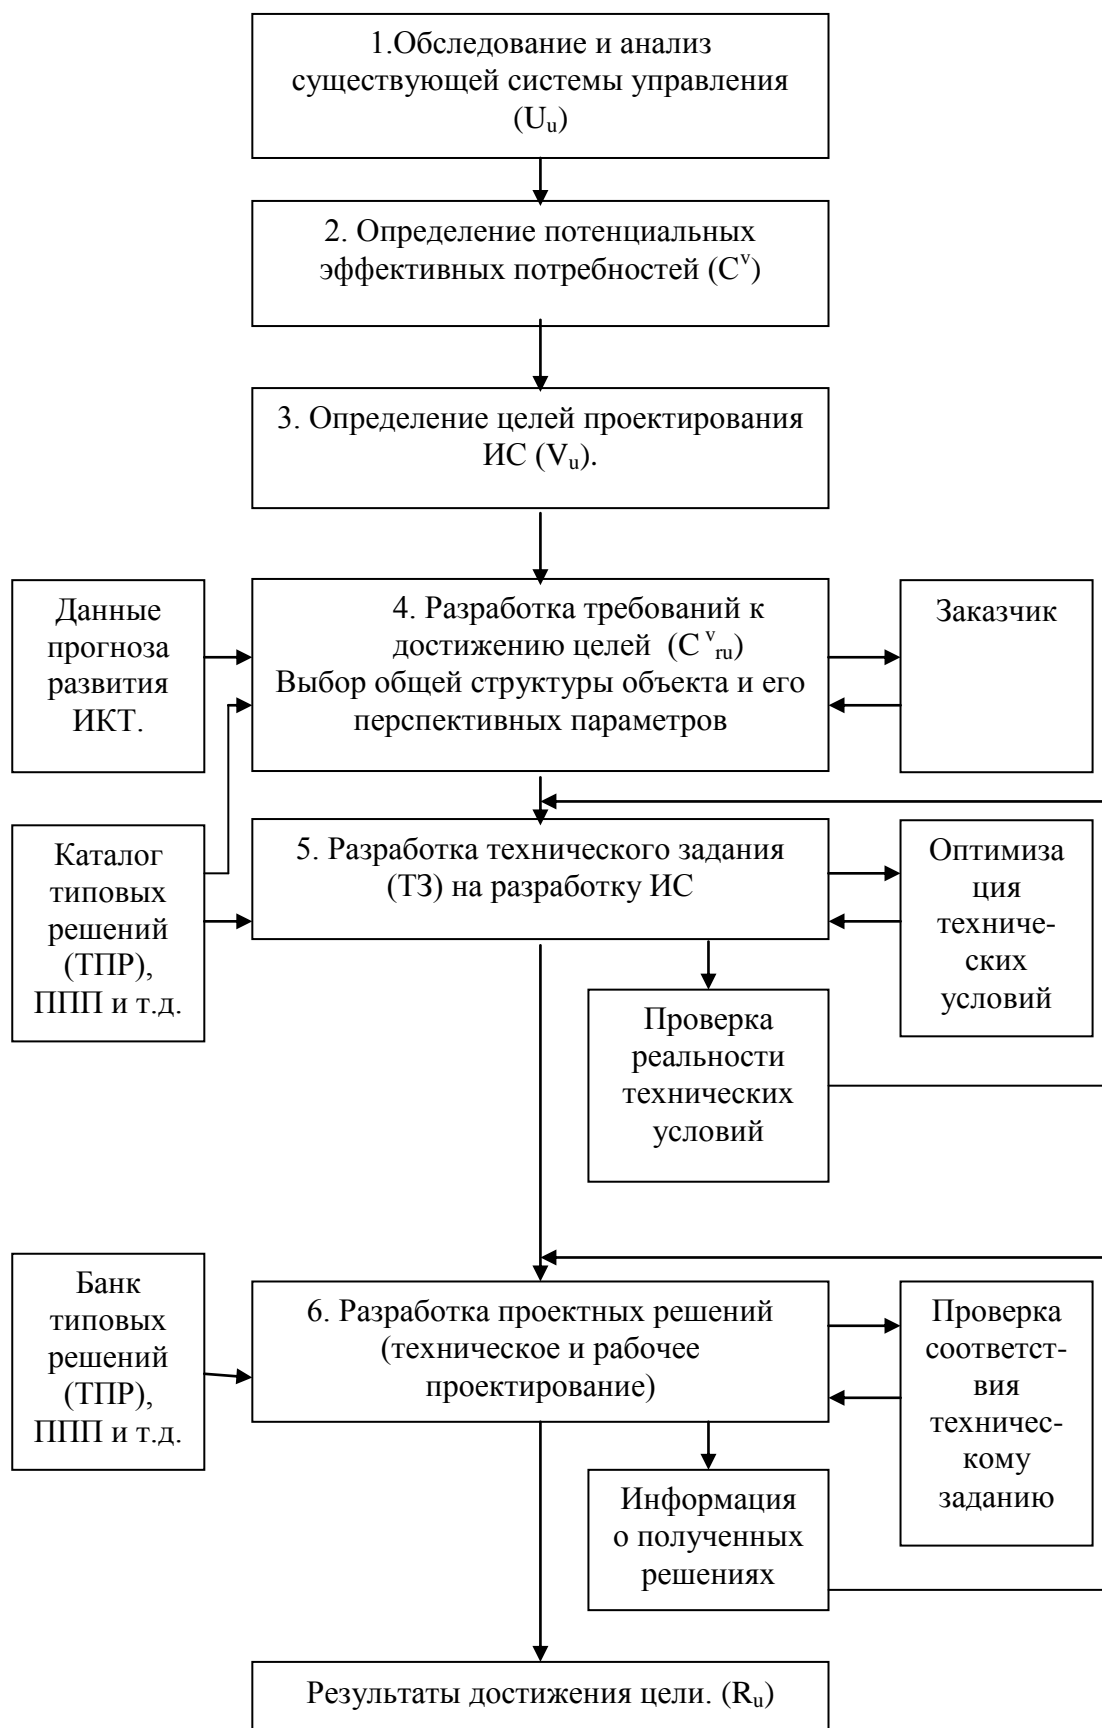 1.Обследование и анализ
существующей системы управления
(Uu)
2. Определение потенциальных
эффективных потребностей (Cv)
3. Определение целей проектирования
ИС (Vu).
Данные
прогноза
развития
ИКТ.
4. Разработка требований к
достижению целей (C vru)
Выбор общей структуры объекта и его
перспективных параметров
Заказчик
Каталог
типовых
решений
(ТПР),
ППП и т.д.
5. Разработка технического задания
(ТЗ) на разработку ИС
Оптимиза
ция
техниче-
ских
условий
Проверка
реальности
технических
условий
Банк
типовых
решений
(ТПР),
ППП и т.д.
6. Разработка проектных решений
(техническое и рабочее
проектирование)
Проверка
соответст-
вия
техничес-
кому
заданию
Информация
о полученных
решениях
Результаты достижения цели. (Ru)